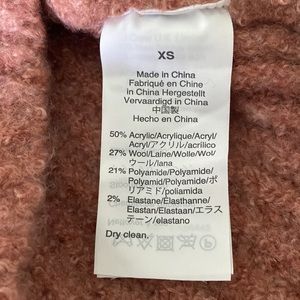 XS
Made in China
Fabriqué en Chine
in China Hergestellt
Vervaardigd in China
中国製
Hecho en China
50% Acrylic/Acrylique/Acryl/
Acryl/アクリル/acrílico
27% Wool/Laine/Wolle/Wol/
ウール/lana
21% Polyamide/Polyamide/
Polyamid/Polyamide/ポ
リアミド/poliamida
2% Elastane/Élasthanne/
Elastan/Elastaan/エラス
テーン/elastano
Dry clean.